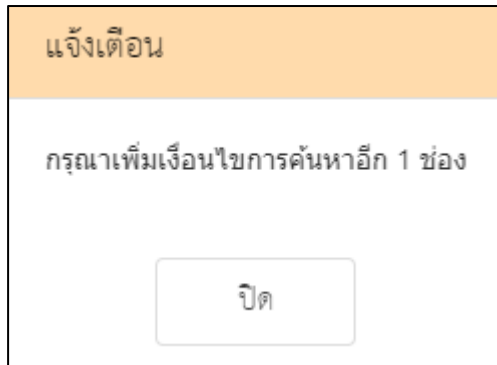 แจ้งเตือน
กรุณาเพิ่มเงื่อนไขการค้นหาอีก 1 ช่อง
ปิด